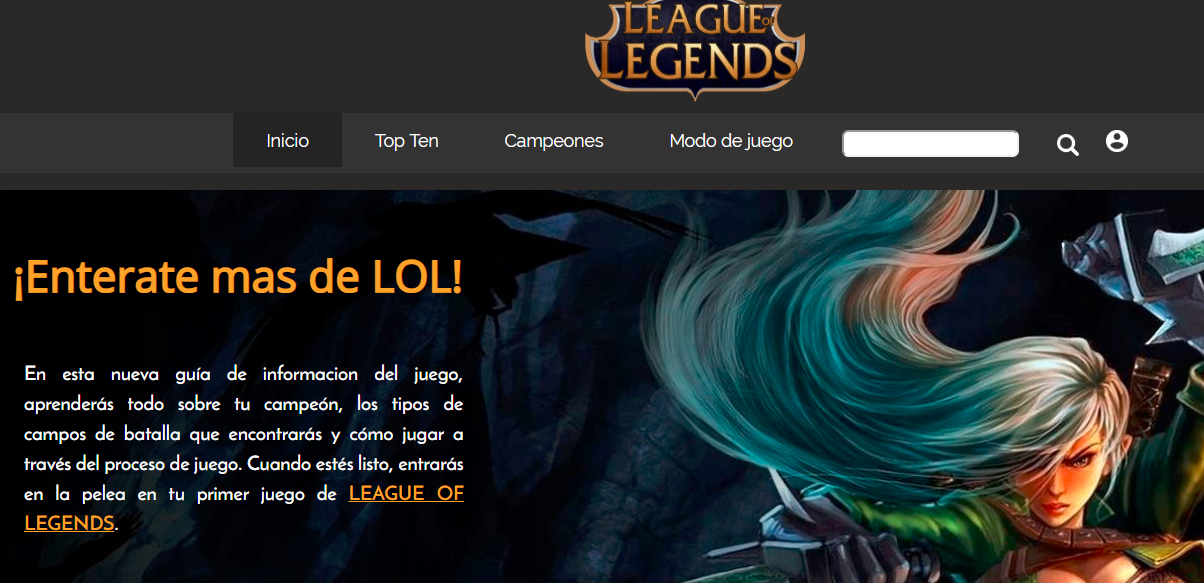 LEAGUE OF
LEGENDS
Inicio Top Ten Campeones Modo de juego
¡Enterate mas de LOL!
En esta nueva guía de informacion del juego,
aprenderás todo sobre tu campeón, los tipos de
campos de batalla que encontrarás y cómo jugar a
través del proceso de juego. Cuando estés listo, entrarás
en la pelea en tu primer juego de LEAGUE OF
LEGENDS.